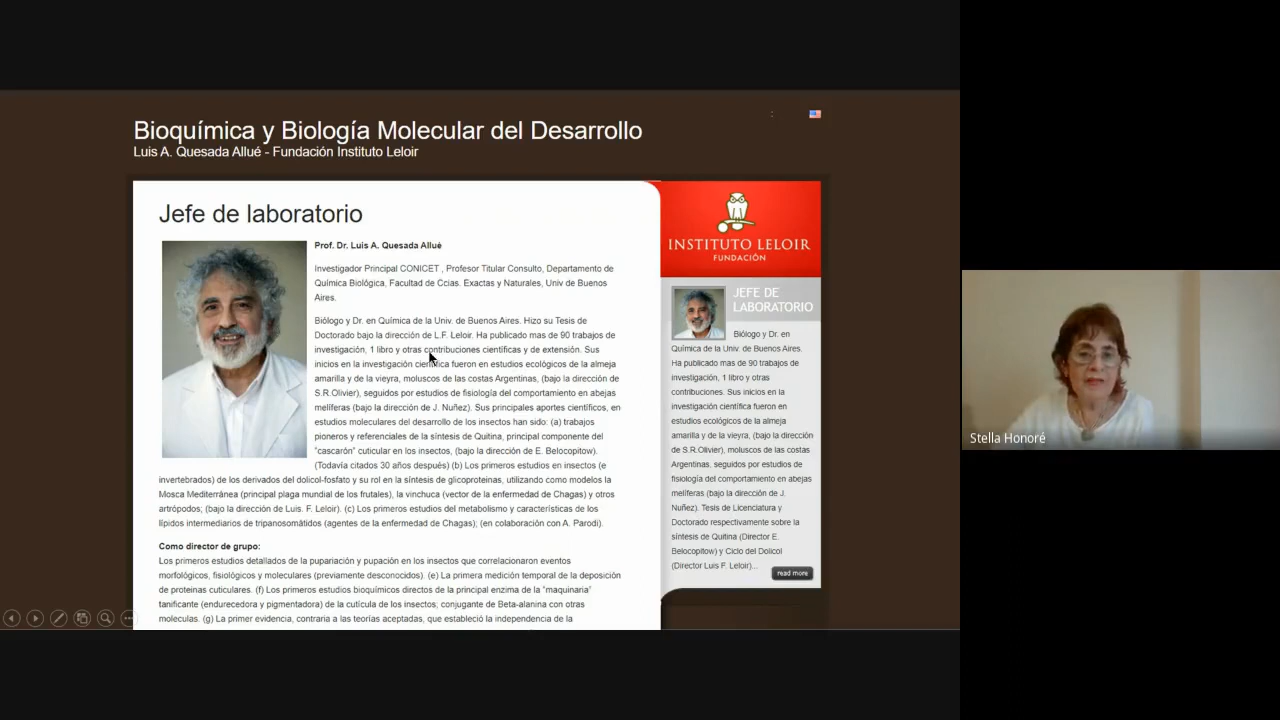 Bioquímica y Biología Molecular del Desarrollo
Luis A. Quesada Allué - Fundación Instituto Leloir
Jefe de laboratorio
Prof. Dr. Luis A. Quesada Allué
Investigador Principal CONICET , Profesor Titular Consulto, Departamento de
Química Biológica, Facultad de Ccias. Exactas y Naturales, Univ de Buenos
Aires.
Biólogo y Dr. en Química de la Univ. de Buenos Aires. Hizo su Tesis de
Doctorado bajo la dirección de L.F. Leloir. Ha publicado mas de 90 trabajos de
investigación, 1 libro y otras contribuciones científicas y de extensión. Sus
inicios en la investigación científica fueron en estudios ecológicos de la almeja
amarilla y de la vieyra, moluscos de las costas Argentinas, (bajo la dirección de
S.R.Olivier), seguidos por estudios de fisiología del comportamiento en abejas
melíferas (bajo la dirección de J. Nuñez). Sus principales aportes científicos, en
estudios moleculares del desarrollo de los insectos han sido: (a) trabajos
pioneros y referenciales de la síntesis de Quitina, principal componente del
"cascarón" cuticular en los insectos, (bajo la dirección de E. Belocopitow).
(Todavía citados 30 años después) (b) Los primeros estudios en insectos (e
invertebrados) de los derivados del dolicol-fosfato y su rol en la síntesis de glicoproteínas, utilizando como modelos la
Mosca Mediterránea (principal plaga mundial de los frutales), la vinchuca (vector de la enfermedad de Chagas) y otros
artrópodos; (bajo la dirección de Luis. F. Leloir). (c) Los primeros estudios del metabolismo y características de los
lípidos intermediarios de tripanosomátidos (agentes de la enfermedad de Chagas); (en colaboración con A. Parodi).
Como director de grupo:
Los primeros estudios detallados de la pupariación y pupación en los insectos que correlacionaron eventos
morfológicos, fisiológicos y moleculares (previamente desconocidos). (e) La primera medición temporal de la deposición
de proteinas cuticulares. (f) Los primeros estudios bioquímicos directos de la principal enzima de la "maquinaria"
tanificante (endurecedora y pigmentadora) de la cutícula de los insectos; conjugante de Beta-alanina con otras
moleculas. (g) La primer evidencia, contraria a las teorías aceptadas, que estableció la independencia de la
INSTITUTO LELOIR
FUNDACIÓN
JEFE DE
LABORATORIO
Biólogo y Dr. en
Química de la Univ. de Buenos Aires.
Ha publicado mas de 90 trabajos de
investigación, 1 libro y otras
contribuciones. Sus inicios en la
investigación científica fueron en
estudios ecológicos de la almeja
amarilla y de la vieyra, (bajo la dirección
de S.R.Olivier), moluscos de las costas
Argentinas, seguidos por estudios de
fisiología del comportamiento en abejas
melíferas (bajo la dirección de J.
Nuñez). Tesis de Licenciatura y
Doctorado respectivamente sobre la
síntesis de Quitina (Director E.
Belocopitow) y Ciclo del Dolicol
(Director Luis F. Leloir)...
read more
Stella Honoré